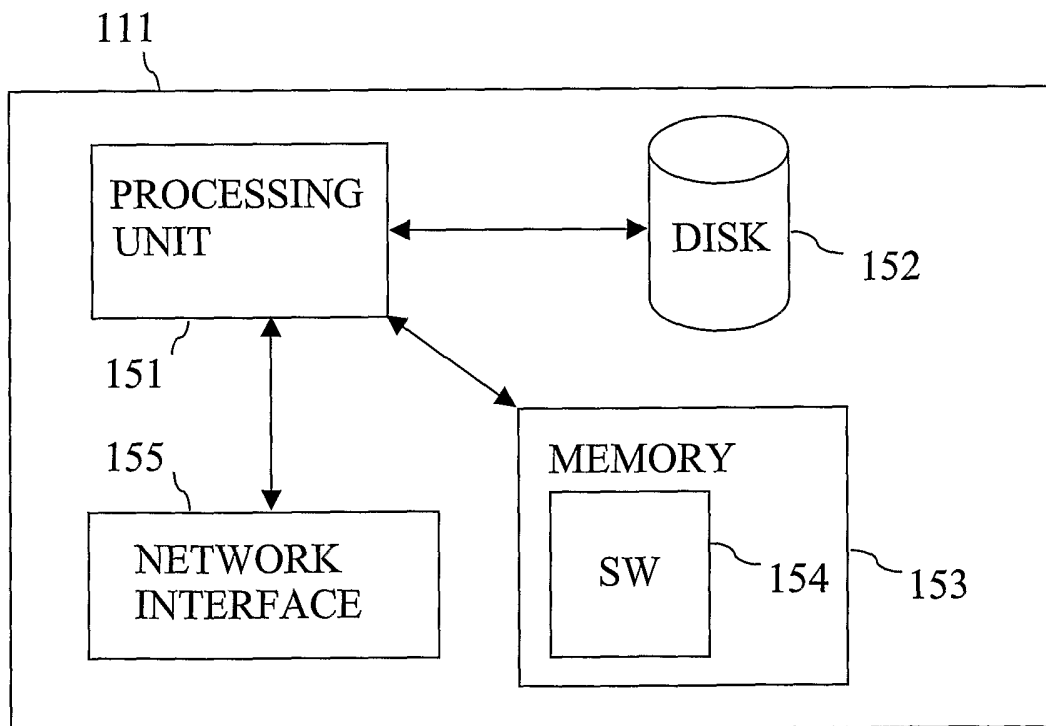 111
PROCESSING
UNIT
DISK
152
151
155
MEMORY
NETWORK
INTERFACE
SW
154
153